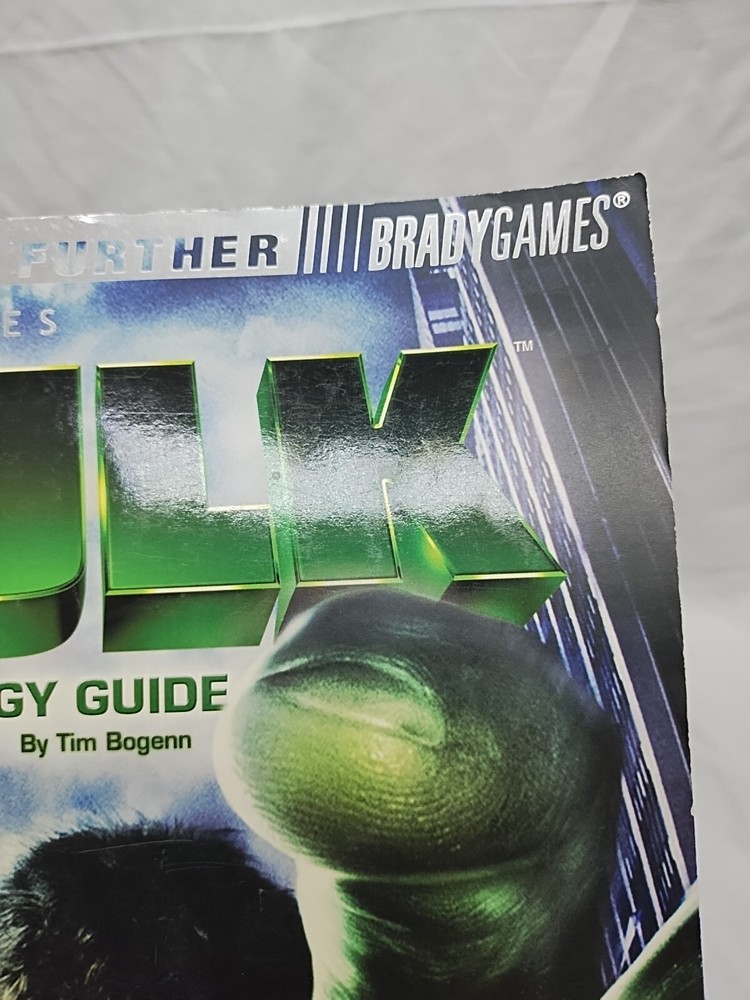 FURTHER BRADYGAMES®
ES
ULK™
GY GUIDE
By Tim Bogenn